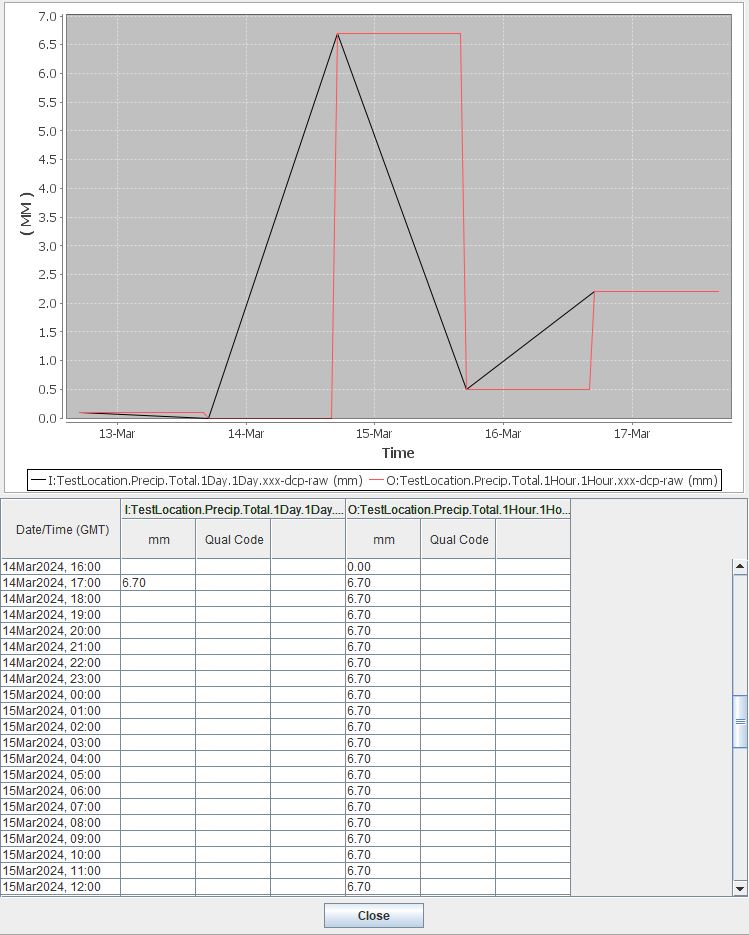 7.0
6.5
6.0
5.5
5.0
4.5
4.0
3.5
3.0
2.5
2.0
1.5
1.0
0.5
0.0
( MM )
13-Mar 14-Mar 15-Mar 16-Mar 17-Mar
Time
I:TestLocation.Precip.Total.1Day.1Day.xxx-dcp-raw (mm) O:TestLocation.Precip.Total.1Hour.1Hour.xxx-dcp-raw (mm)
Date/Time (GMT) I:TestLocation.Precip.Total.1Day.1Day.... O:TestLocation.Precip.Total.1Hour.1Ho...
mm Qual Code mm Qual Code
14Mar2024, 16:00 0.00
14Mar2024, 17:00 6.70 6.70
14Mar2024, 18:00 6.70
14Mar2024, 19:00 6.70
14Mar2024, 20:00 6.70
14Mar2024, 21:00 6.70
14Mar2024, 22:00 6.70
14Mar2024, 23:00 6.70
15Mar2024, 00:00 6.70
15Mar2024, 01:00 6.70
15Mar2024, 02:00 6.70
15Mar2024, 03:00 6.70
15Mar2024, 04:00 6.70
15Mar2024, 05:00 6.70
15Mar2024, 06:00 6.70
15Mar2024, 07:00 6.70
15Mar2024, 08:00 6.70
15Mar2024, 09:00 6.70
15Mar2024, 10:00 6.70
15Mar2024, 11:00 6.70
15Mar2024, 12:00 6.70
Close